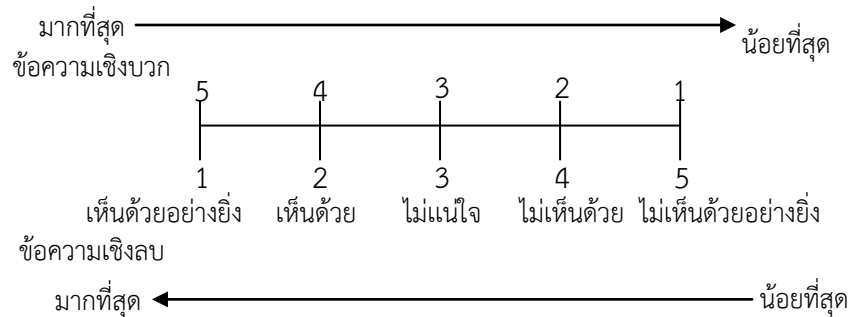 มากที่สุด
น้อยที่สุด
ข้อความเชิงบวก
5 4 3 2 1
1 2 3 4 5
เห็นด้วยอย่างยิ่ง เห็นด้วย ไม่แน่ใจ ไม่เห็นด้วย ไม่เห็นด้วยอย่างยิ่ง
ข้อความเชิงลบ
มากที่สุด น้อยที่สุด